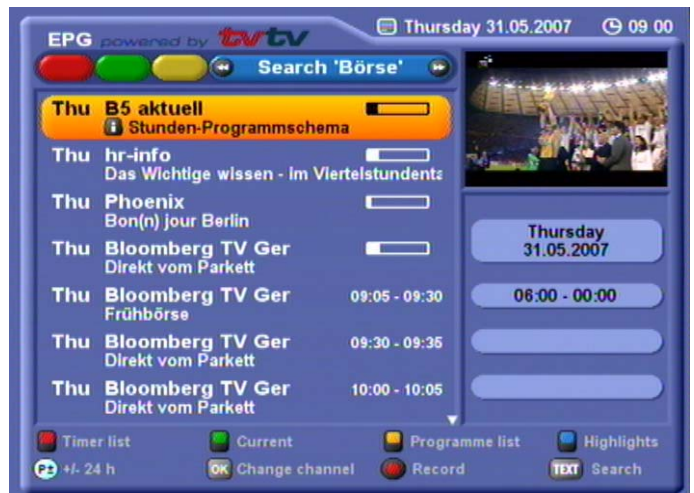 EPG powered by tvtv
Thursday 31.05.2007 09 00
Search 'Börse'
Thu B5 aktuell
i Stunden-Programmschema
Thu hr-info
Das Wichtige wissen - im Viertelstundenta
Thu Phoenix
Bon(n) jour Berlin
Thu Bloomberg TV Ger
Direkt vom Parkett
Thu Bloomberg TV Ger 09:05 - 09:30
Frühbörse
Thu Bloomberg TV Ger 09:30 - 09:35
Direkt vom Parkett
Thu Bloomberg TV Ger 10:00 - 10:05
Direkt vom Parkett
Thursday
31.05.2007
06:00 - 00:00
Timer list Current Programme list Highlights
P± +/- 24 h OK Change channel Record TEXT Search